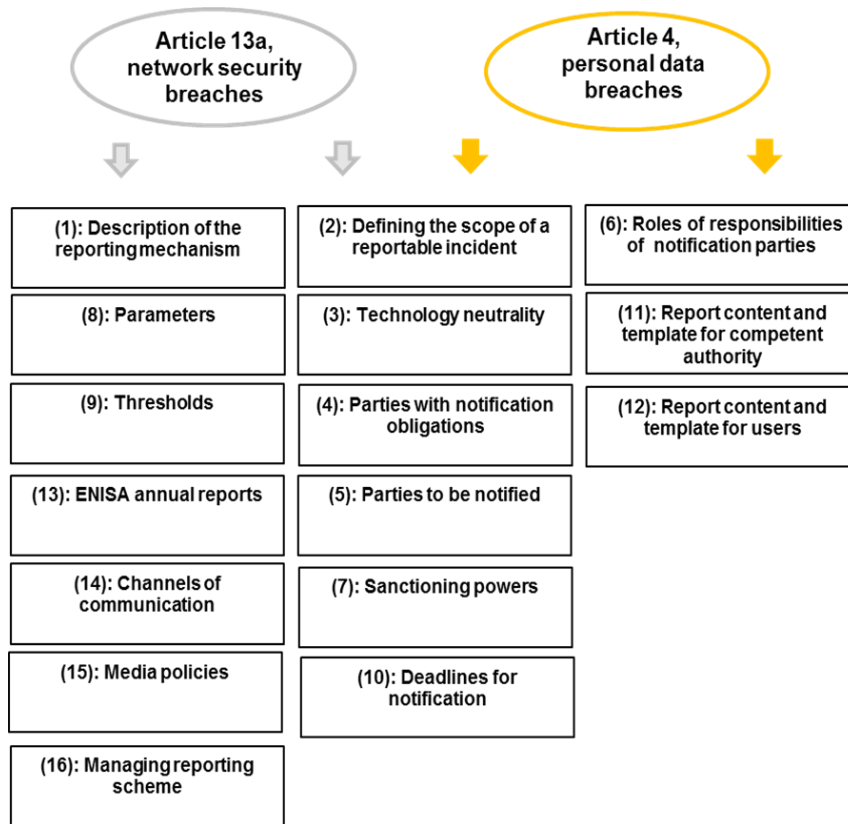 Article 13a,
network security
breaches
Article 4,
personal data
breaches
(1): Description of the
reporting mechanism
(8): Parameters
(9): Thresholds
(13): ENISA annual reports
(14): Channels of
communication
(15): Media policies
(16): Managing reporting
scheme
(2): Defining the scope of a
reportable incident
(3): Technology neutrality
(4): Parties with notification
obligations
(5): Parties to be notified
(7): Sanctioning powers
(10): Deadlines for
notification
(6): Roles of responsibilities
of notification parties
(11): Report content and
template for competent
authority
(12): Report content and
template for users